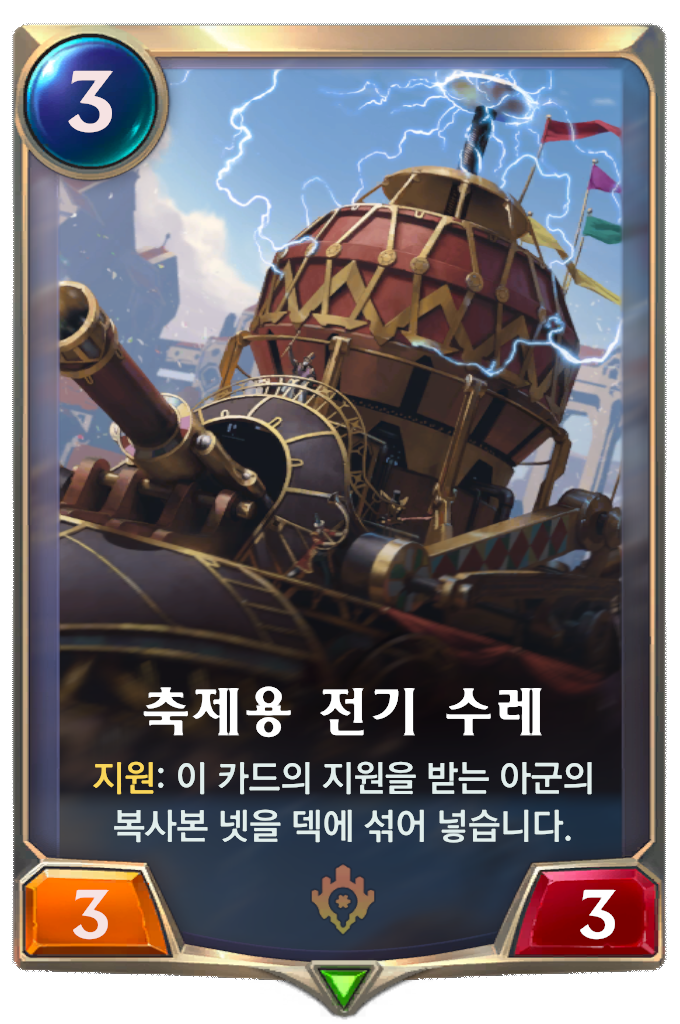 3
축제용 전기 수레
지원: 이 카드의 지원을 받는 아군의
복사본 넷을 덱에 섞어 넣습니다.
3
3